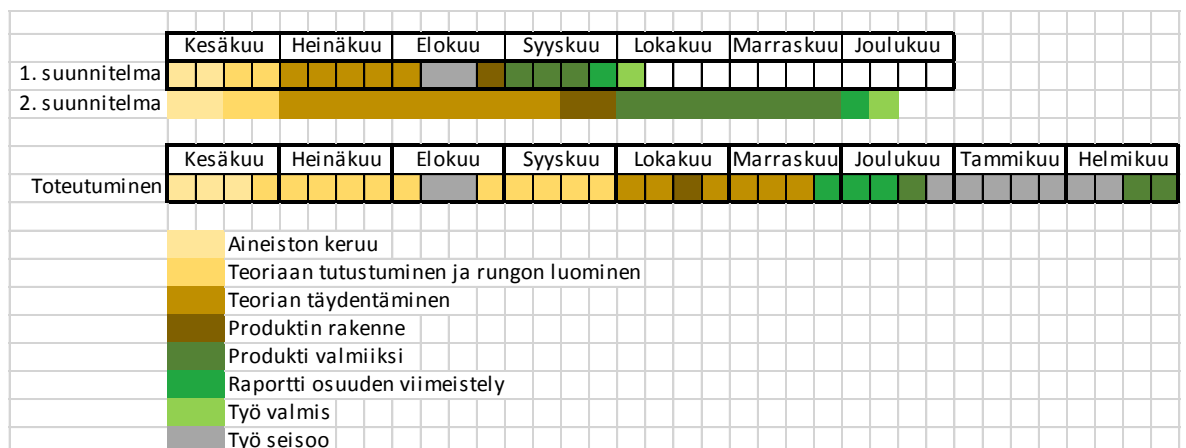 Kesäkuu Heinäkuu Elokuu Syyskuu Lokakuu Marraskuu Joulukuu
1. suunnitelma
2. suunnitelma
Kesäkuu Heinäkuu Elokuu Syyskuu Lokakuu Marraskuu Joulukuu Tammikuu Helmikuu
Toteutuminen
Aineiston keruu
Teoriaan tutustuminen ja rungon luominen
Teorian täydentäminen
Produktin rakenne
Produkti valmiiksi
Raportti osuuden viimeistely
Työ valmis
Työ seisoo